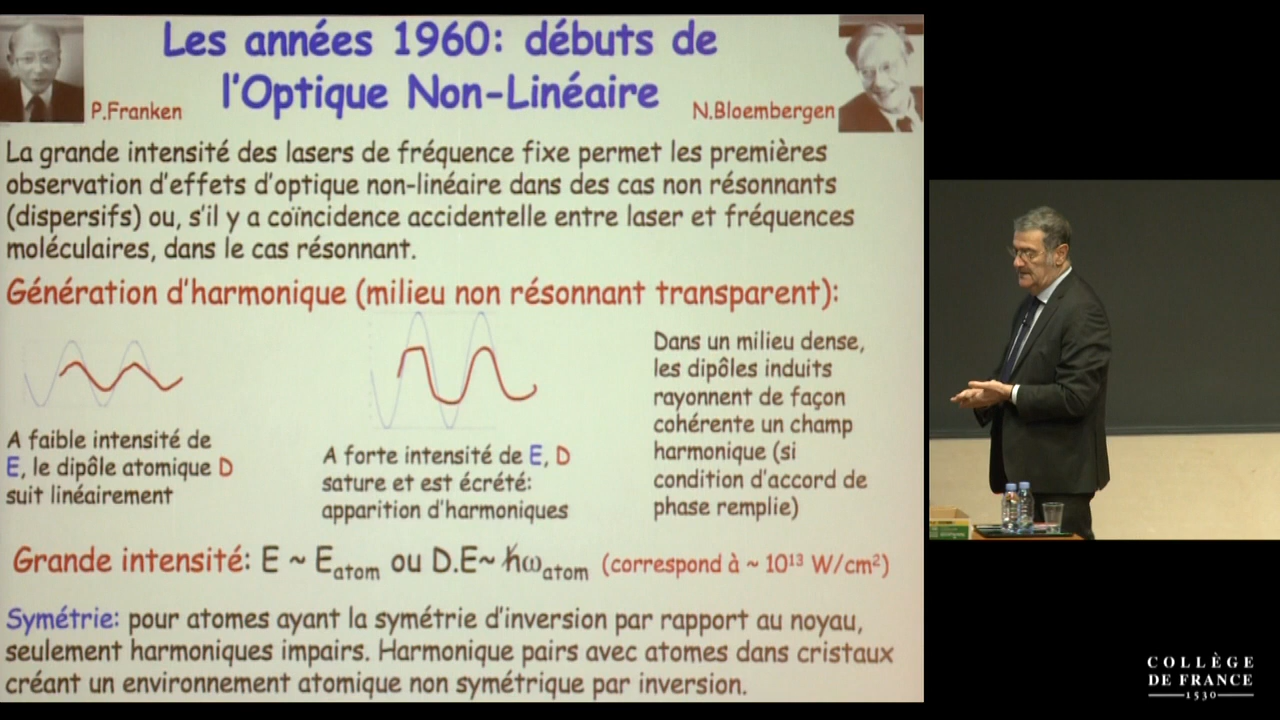 Les années 1960: débuts de
l'Optique Non-Linéaire
P.Franken
N.Bloembergen
La grande intensité des lasers de fréquence fixe permet les premières
observation d'effets d'optique non-linéaire dans des cas non résonnants
(dispersifs) ou, s'il y a coïncidence accidentelle entre laser et fréquences
moléculaires, dans le cas résonnant.
Génération d'harmonique (milieu non résonnant transparent):
A faible intensité de
E, le dipôle atomique D
suit linéairement
A forte intensité de E, D
sature et est écrété:
apparition d'harmoniques
Dans un milieu dense,
les dipôles induits
rayonnent de façon
cohérente un champ
harmonique (si
condition d'accord de
phase remplie)
Grande intensité: E ~ E_atom ou D.E~ ℏω_atom (correspond à ~ 10¹³ W/cm²)
Symétrie: pour atomes ayant la symétrie d'inversion par rapport au noyau,
seulement harmoniques impairs. Harmonique pairs avec atomes dans cristaux
créant un environnement atomique non symétrique par inversion.
COLLÈGE
DE FRANCE
1530